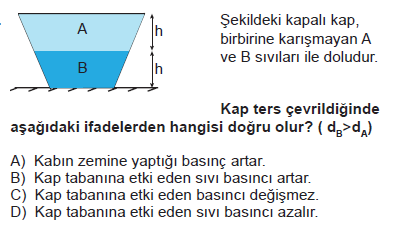 A
h
B
h
Şekildeki kapalı kap,
birbirine karışmayan A
ve B sıvıları ile doludur.
Kap ters çevrildiğinde
aşağıdaki ifadelerden hangisi doğru olur? ( dB>dA)
A) Kabın zemine yaptığı basınç artar.
B) Kap tabanına etki eden sıvı basıncı artar.
C) Kap tabanına etki eden basıncı değişmez.
D) Kap tabanına etki eden sıvı basıncı azalır.